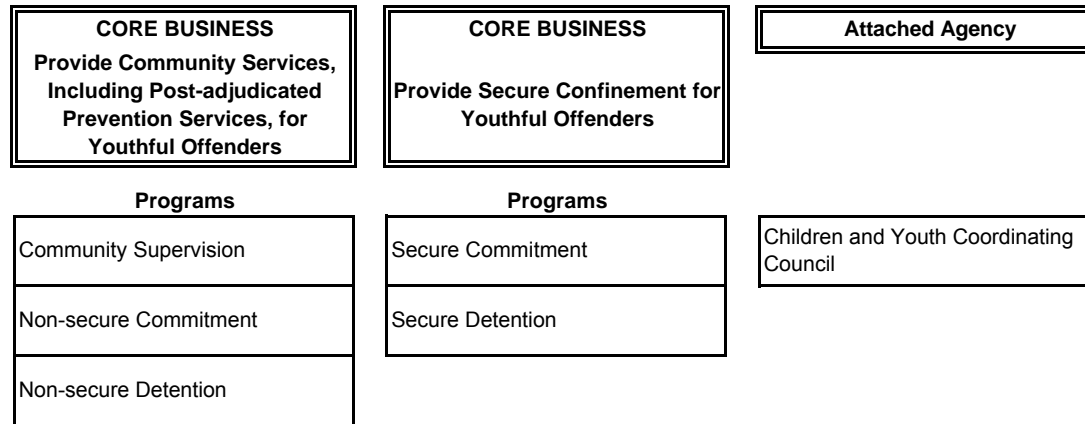 CORE BUSINESS
Provide Community Services,
Including Post-adjudicated
Prevention Services, for
Youthful Offenders
Programs
Community Supervision
Non-secure Commitment
Non-secure Detention
CORE BUSINESS
Provide Secure Confinement for
Youthful Offenders
Programs
Secure Commitment
Secure Detention
Attached Agency
Children and Youth Coordinating
Council